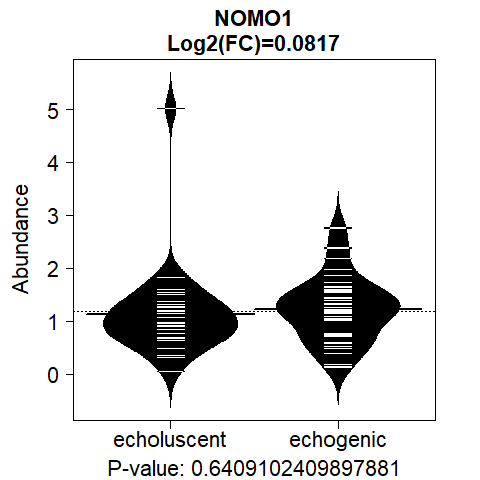 NOMO1
Log2(FC)=0.0817
Abundance
5
4
3
2
1
0
echoluscent echogenic
P-value: 0.6409102409897881